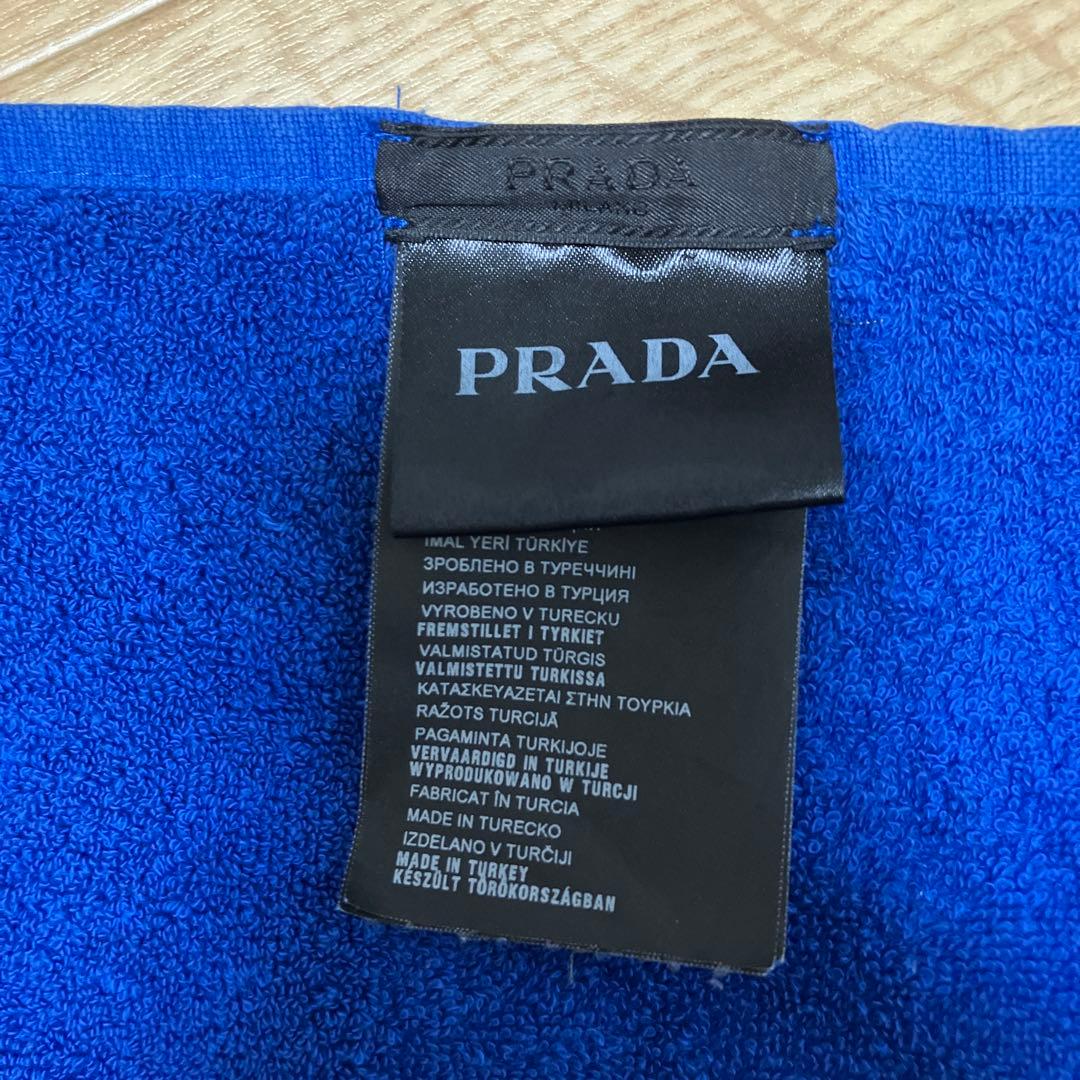 PRADA
MILANO
PRADA
İMAL YERİ TÜRKİYE
ЗРОБЛЕНО В ТУРЕЧЧИНІ
ИЗРАБОТЕНО В ТУРЦИЯ
VYROBENO V TURECKU
FREMSTILLET I TYRKIET
VALMISTATUD TÜRGIS
VALMISTETTU TURKISSA
ΚΑΤΑΣΚΕΥΑΖΕΤΑΙ ΣΤΗΝ ΤΟΥΡΚΙΑ
RAŽOTS TURCIJĀ
PAGAMINTA TURKIJOJE
VERVAARDIGD IN TURKIJE
WYPRODUKOWANO W TURCJI
FABRICAT ÎN TURCIA
MADE IN TURECKO
IZDELANO V TURČIJI
MADE IN TURKEY
KÉSZÜLT TÖRÖKORSZÁGBAN